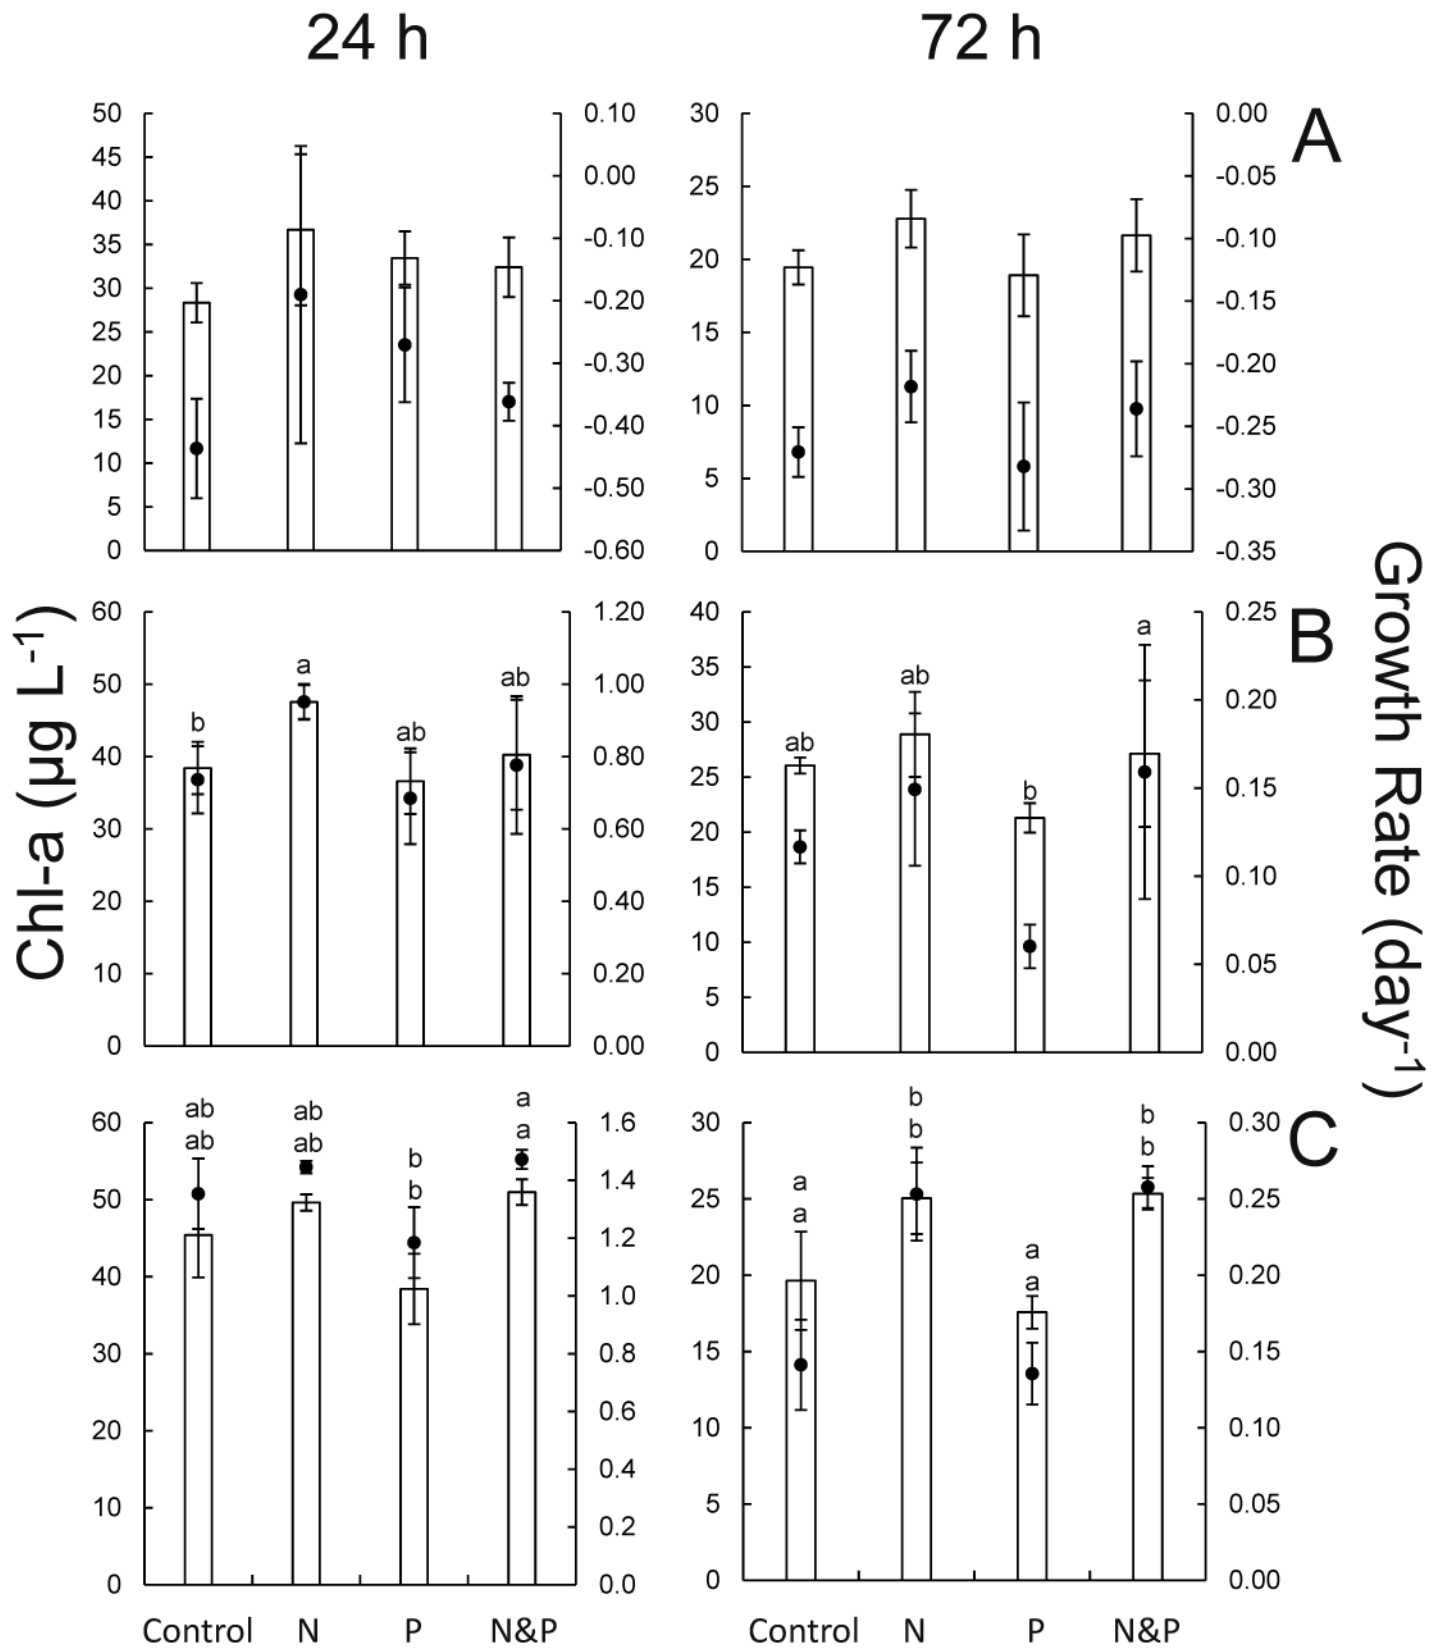 24 h
72 h
50
45
40
35
30
25
20
15
10
5
0
0.10
0.00
-0.10
-0.20
-0.30
-0.40
-0.50
-0.60
30
25
20
15
10
5
0
0.00
-0.05
-0.10
-0.15
-0.20
-0.25
-0.30
-0.35
A
Chl-a (µg L-1)
60
50
40
30
20
10
0
b
a
ab
ab
1.20
1.00
0.80
0.60
0.40
0.20
0.00
40
35
30
25
20
15
10
5
0
ab
ab
b
a
0.25
0.20
0.15
0.10
0.05
0.00
B
Growth Rate (day-1)
60
50
40
30
20
10
0
ab
ab
ab
ab
b
b
a
a
1.6
1.4
1.2
1.0
0.8
0.6
0.4
0.2
0.0
30
25
20
15
10
5
0
a
a
b
b
a
a
b
b
0.30
0.25
0.20
0.15
0.10
0.05
0.00
C
Control N P N&P
Control N P N&P